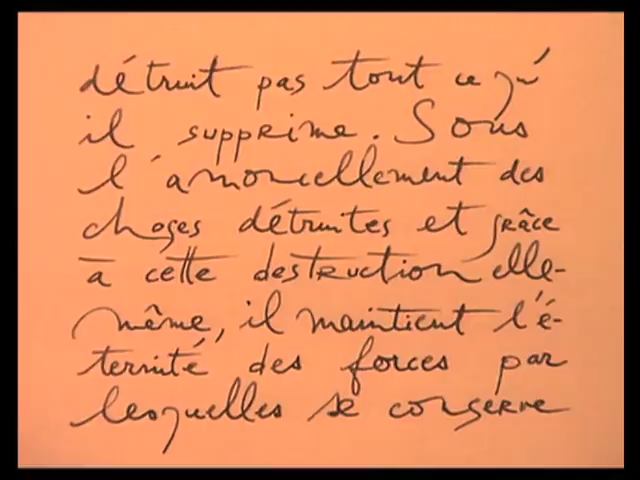 détruit pas tout ce qu'
il supprime. Sous
l'amoncellement des
choses détruites et grâce
à cette destruction elle-
même, il maintient l'é-
ternité des forces par
lesquelles se conserve